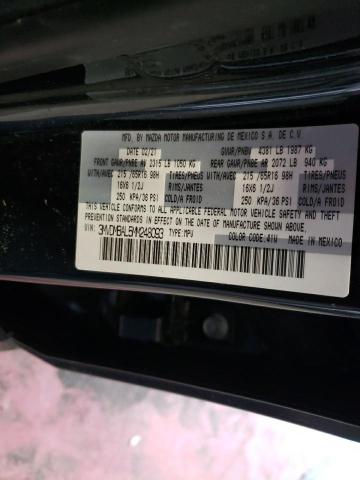 MFD. BY MAZDA MOTOR MANUFACTURING DE MEXICO S.A. DE C.V.
DATE 02/21 GVWR/PNBV 4381 LB 1987 KG
FRONT GAWR/PNBE AV 2315 LB 1050 KG REAR GAWR/PNBE AR 2072 LB 940 KG
WITH/AVEC 215 /65R16 98H TIRES/PNEUS WITH/AVEC 215 /65R16 98H TIRES/PNEUS
16X6 1/2J RIMS/JANTES 16X6 1/2J RIMS/JANTES
250 KPA/36 PSI COLD/A FROID 250 KPA/36 PSI COLD/A FROID
THIS VEHICLE CONFORMS TO ALL APPLICABLE FEDERAL MOTOR VEHICLE SAFETY AND THEFT
PREVENTION STANDARDS IN EFFECT ON THE DATE OF MANUFACTURE SHOWN ABOVE.
VIN: TYPE:MPV COLOR CODE:41W MADE IN MEXICO